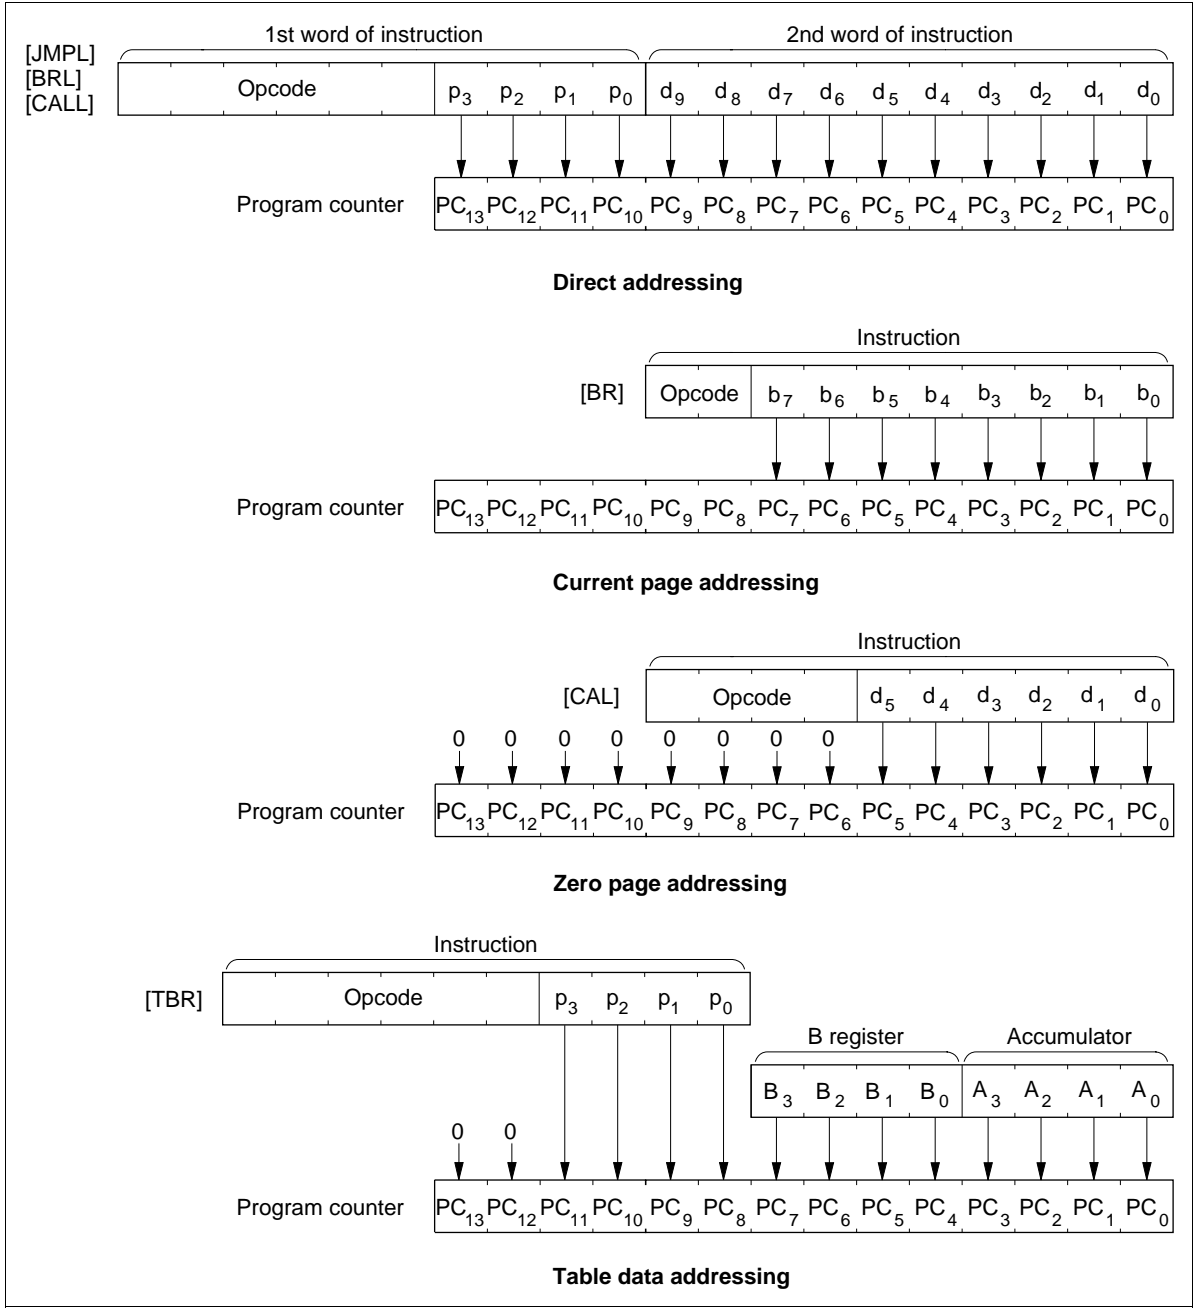 1st word of instruction 2nd word of instruction
[JMPL]
[BRL]
[CALL]
Opcode p3 p2 p1 p0 d9 d8 d7 d6 d5 d4 d3 d2 d1 d0
Program counter PC13 PC12 PC11 PC10 PC9 PC8 PC7 PC6 PC5 PC4 PC3 PC2 PC1 PC0
Direct addressing
Instruction
[BR] Opcode b7 b6 b5 b4 b3 b2 b1 b0
Program counter PC13 PC12 PC11 PC10 PC9 PC8 PC7 PC6 PC5 PC4 PC3 PC2 PC1 PC0
Current page addressing
Instruction
[CAL] Opcode d5 d4 d3 d2 d1 d0
0 0 0 0 0 0 0 0
Program counter PC13 PC12 PC11 PC10 PC9 PC8 PC7 PC6 PC5 PC4 PC3 PC2 PC1 PC0
Zero page addressing
Instruction
[TBR] Opcode p3 p2 p1 p0
B register Accumulator
B3 B2 B1 B0 A3 A2 A1 A0
0 0
Program counter PC13 PC12 PC11 PC10 PC9 PC8 PC7 PC6 PC5 PC4 PC3 PC2 PC1 PC0
Table data addressing